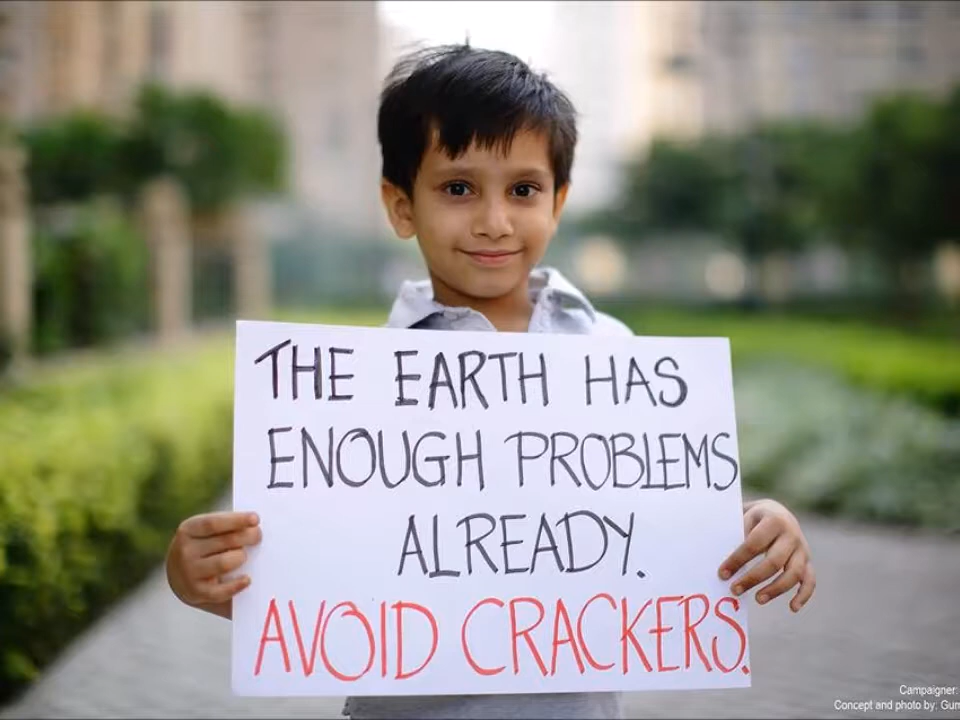 THE EARTH HAS
ENOUGH PROBLEMS
ALREADY.
AVOID CRACKERS.
Campaigner:
Concept and photo by: